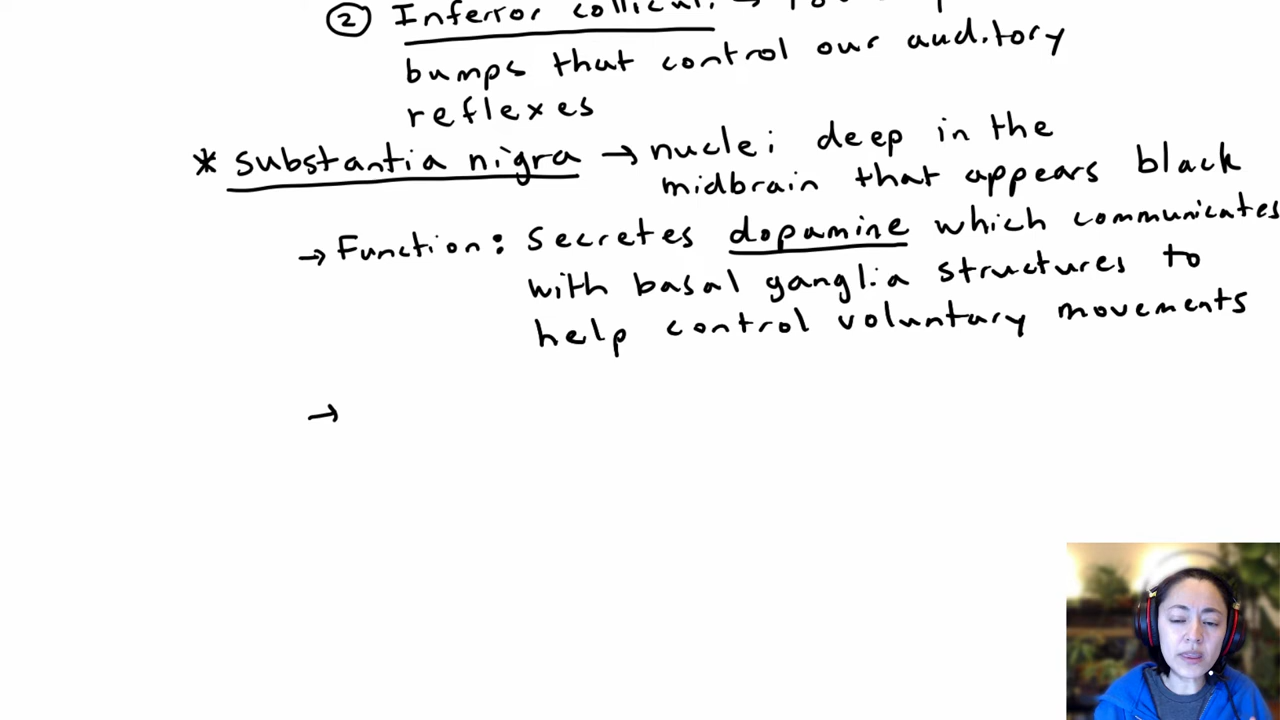 ② Inferior colliculi →
bumps that control our auditory
reflexes
* Substantia nigra → nuclei deep in the
midbrain that appears black
→ Function: Secretes dopamine which communicates
with basal ganglia structures to
help control voluntary movements
→